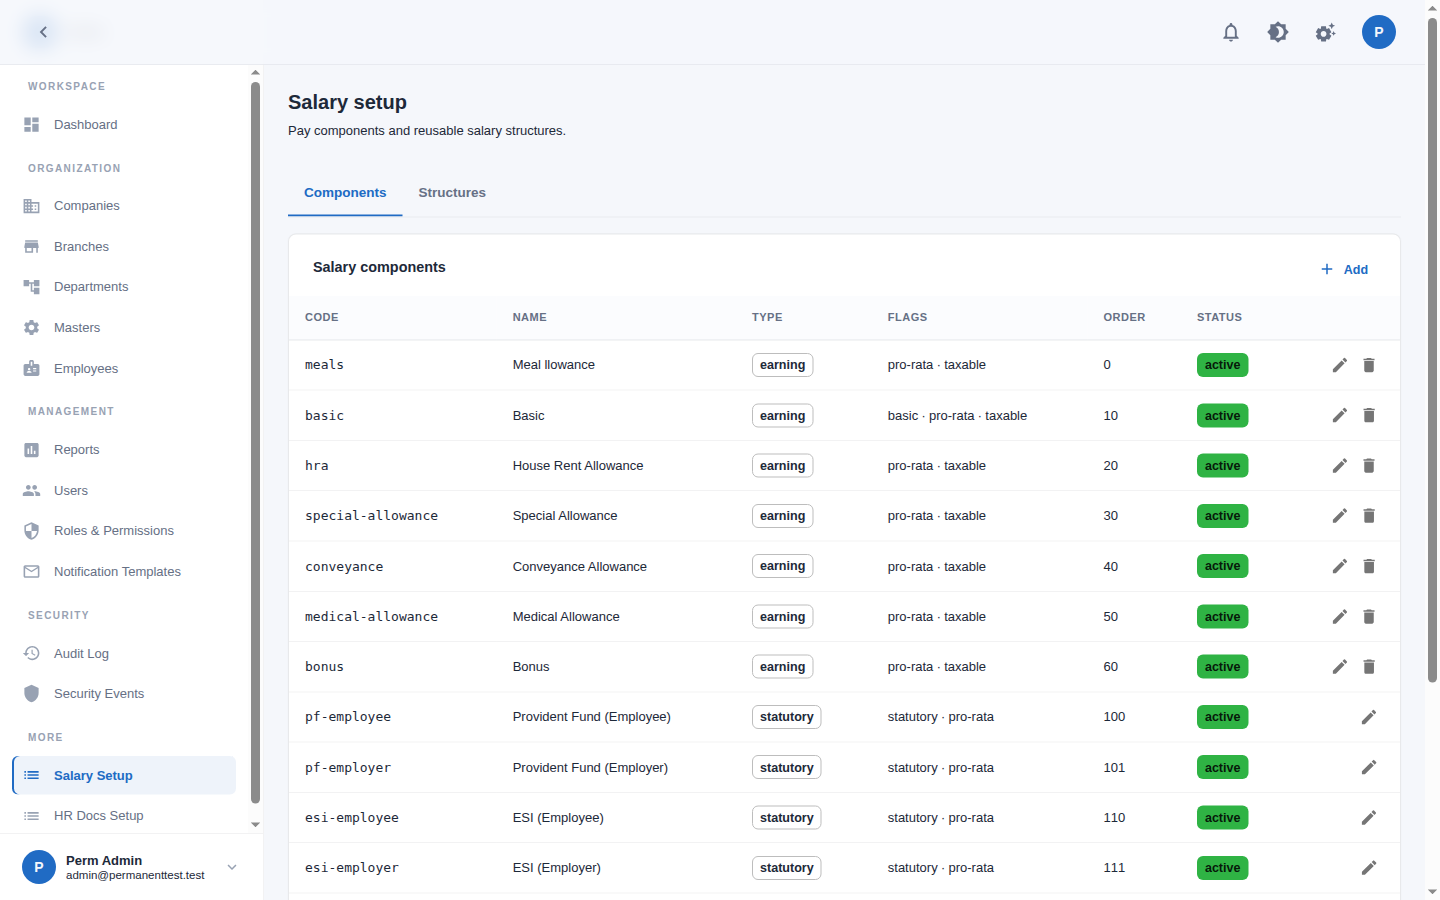 P
WORKSPACE
Dashboard
ORGANIZATION
Companies
Branches
Departments
Masters
Employees
MANAGEMENT
Reports
Users
Roles & Permissions
Notification Templates
SECURITY
Audit Log
Security Events
MORE
Salary Setup
HR Docs Setup
P
Perm Admin
admin@permanenttest.test
Salary setup
Pay components and reusable salary structures.
Components Structures
Salary components
Add
CODE NAME TYPE FLAGS ORDER STATUS
meals Meal llowance earning pro-rata · taxable 0 active
basic Basic earning basic · pro-rata · taxable 10 active
hra House Rent Allowance earning pro-rata · taxable 20 active
special-allowance Special Allowance earning pro-rata · taxable 30 active
conveyance Conveyance Allowance earning pro-rata · taxable 40 active
medical-allowance Medical Allowance earning pro-rata · taxable 50 active
bonus Bonus earning pro-rata · taxable 60 active
pf-employee Provident Fund (Employee) statutory statutory · pro-rata 100 active
pf-employer Provident Fund (Employer) statutory statutory · pro-rata 101 active
esi-employee ESI (Employee) statutory statutory · pro-rata 110 active
esi-employer ESI (Employer) statutory statutory · pro-rata 111 active